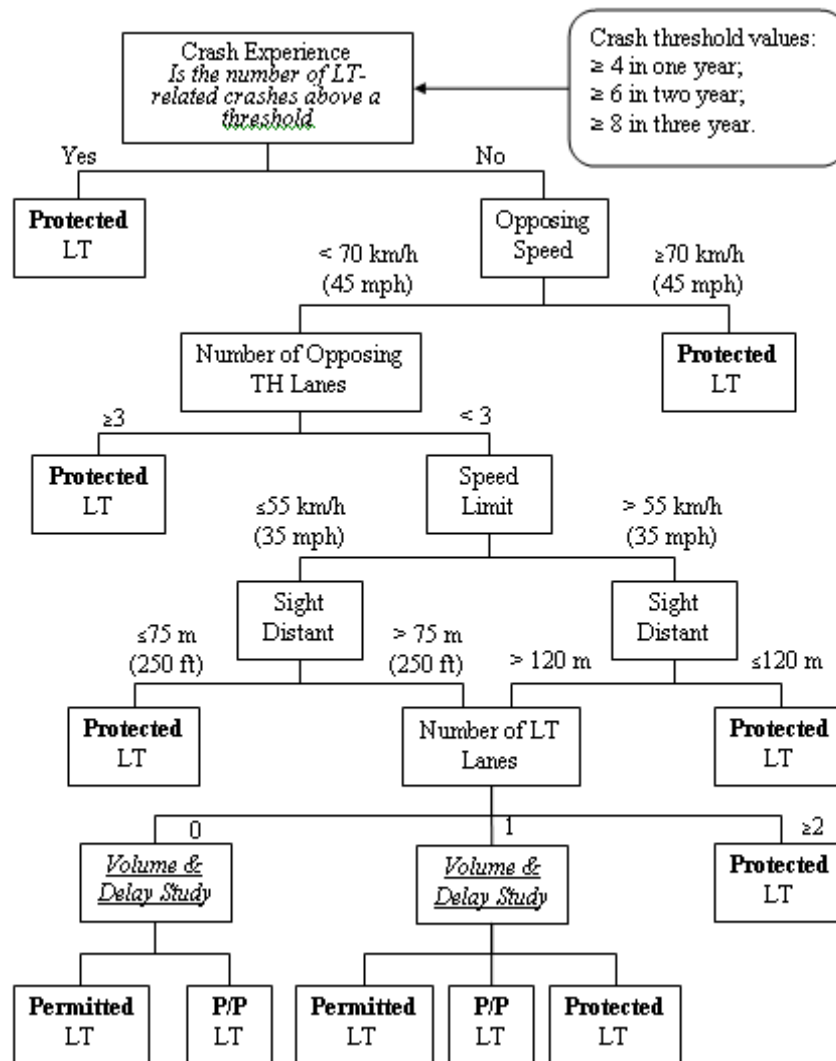 Crash Experience
Is the number of LT-
related crashes above a
threshold
Crash threshold values:
≥ 4 in one year;
≥ 6 in two year;
≥ 8 in three year.
Yes
No
Protected
LT
Opposing
Speed
< 70 km/h
(45 mph)
≥70 km/h
(45 mph)
Number of Opposing
TH Lanes
Protected
LT
≥3
< 3
Protected
LT
Speed
Limit
≤55 km/h
(35 mph)
> 55 km/h
(35 mph)
Sight
Distant
Sight
Distant
≤75 m
(250 ft)
> 75 m
(250 ft)
> 120 m
≤120 m
Protected
LT
Number of LT
Lanes
Protected
LT
0
1
≥2
Volume &
Delay Study
Volume &
Delay Study
Protected
LT
Permitted
LT
P/P
LT
Permitted
LT
P/P
LT
Protected
LT